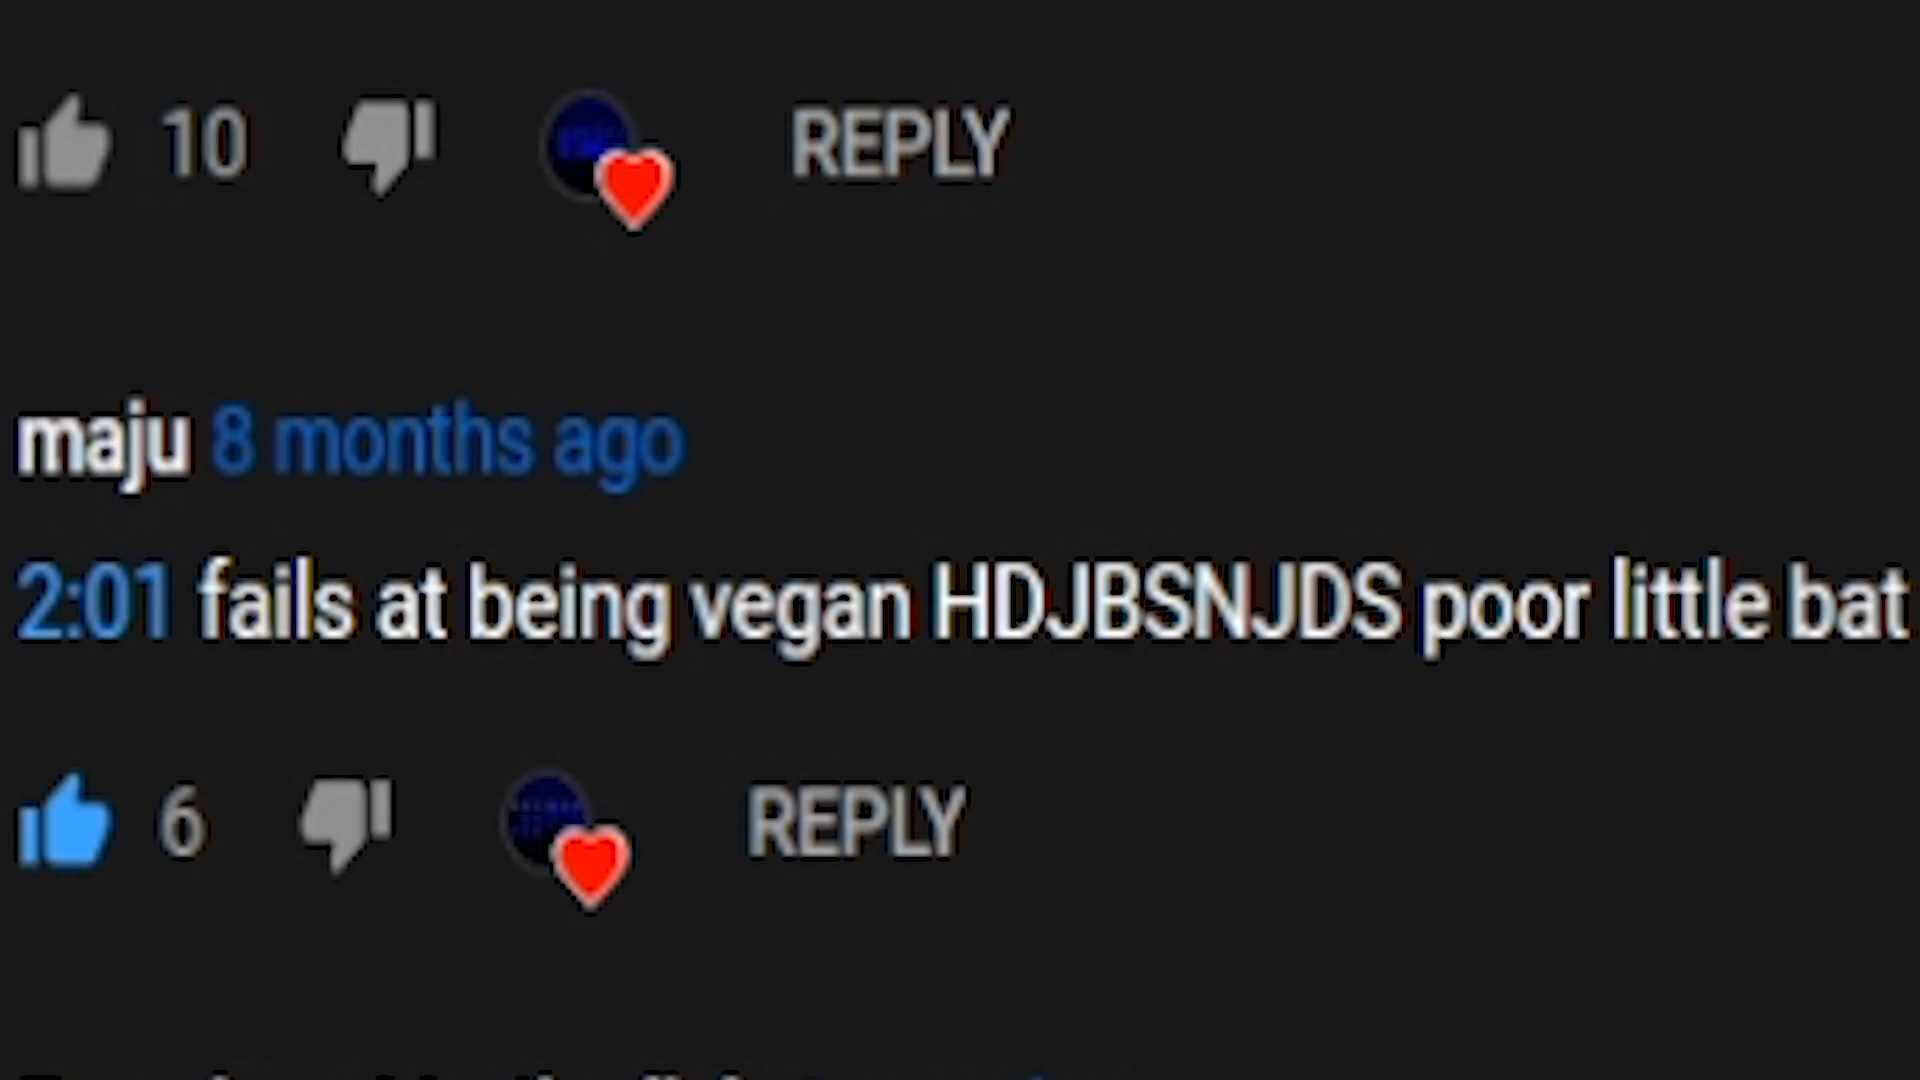 10 REPLY
maju 8 months ago
2:01 fails at being vegan HDJBSNJDS poor little bat
6 REPLY